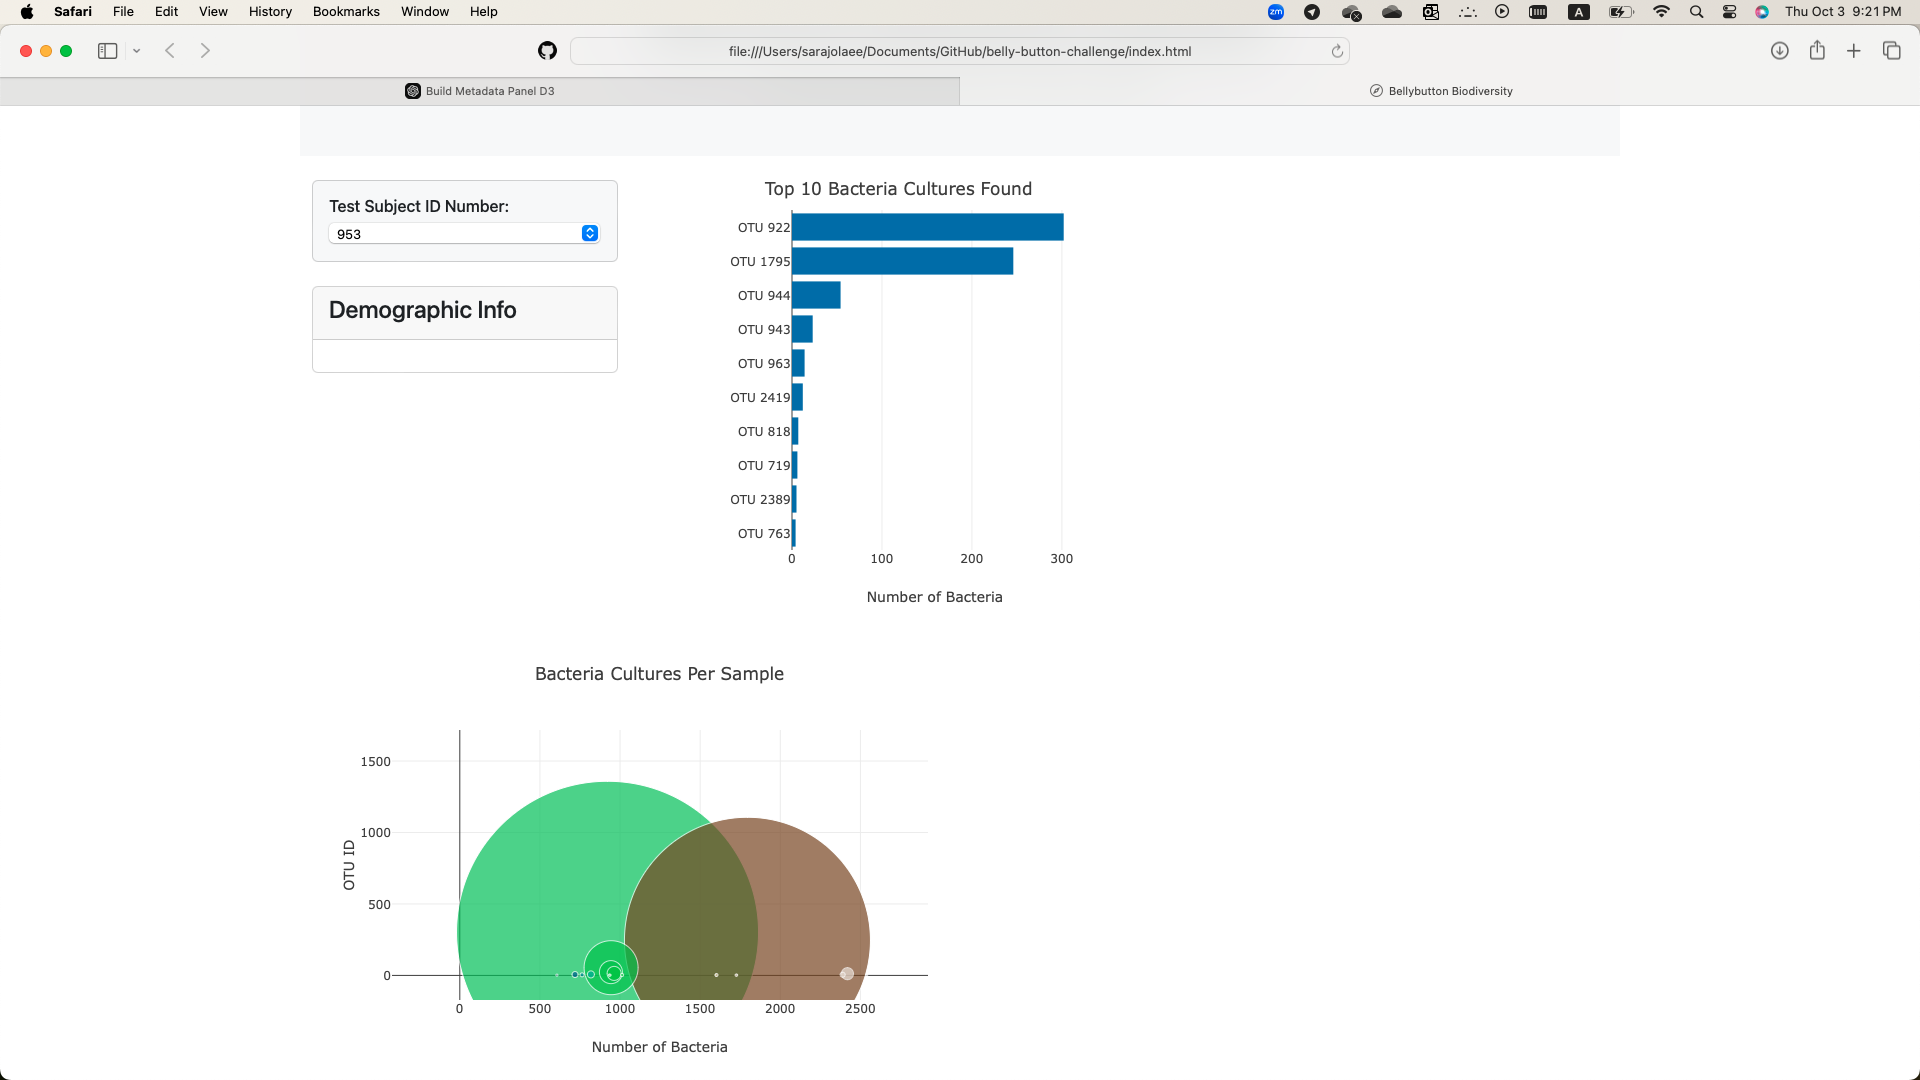 Safari File Edit View History Bookmarks Window Help zm A Thu Oct 3 9:21 PM
file:///Users/sarajolaee/Documents/GitHub/belly-button-challenge/index.html
Build Metadata Panel D3 Bellybutton Biodiversity
Test Subject ID Number:
953
Demographic Info
Top 10 Bacteria Cultures Found
OTU 922
OTU 1795
OTU 944
OTU 943
OTU 963
OTU 2419
OTU 818
OTU 719
OTU 2389
OTU 763
0 100 200 300
Number of Bacteria
Bacteria Cultures Per Sample
1500
1000
500
0
OTU ID
0 500 1000 1500 2000 2500
Number of Bacteria